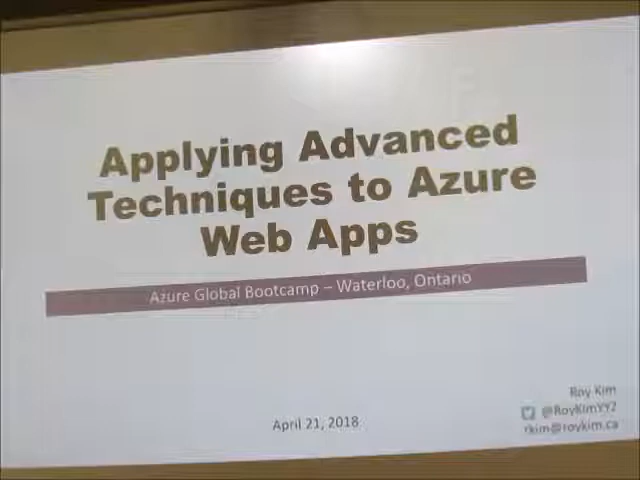 Applying Advanced
Techniques to Azure
Web Apps
Azure Global Bootcamp – Waterloo, Ontario
April 21, 2018
Roy Kim
@RoyKimYYZ
rkim@roykim.ca